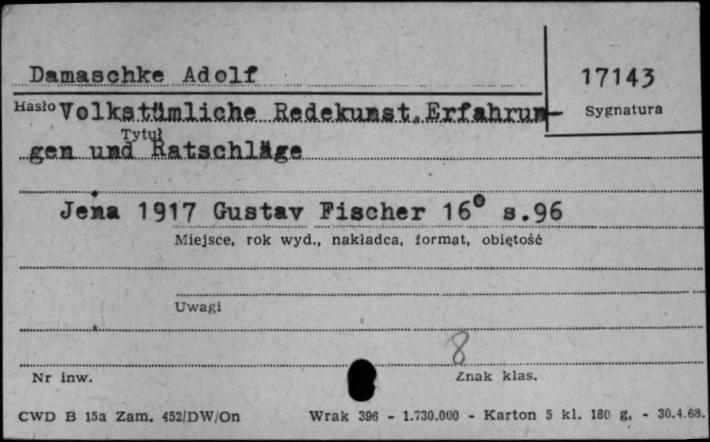 Damaschke Adolf
17143
Hasło Volkstümliche Redekunst.Erfahrun-
Sygnatura
Tytuł
gen und Ratschläge
Jena 1917 Gustav Fischer 16° s.96
Miejsce, rok wyd., nakładca, format, objętość
Uwagi
8
Nr inw.
Znak klas.
CWD B 15a Zam. 452/DW/On Wrak 396 - 1.730.000 - Karton 5 kl. 180 g. - 30.4.68.